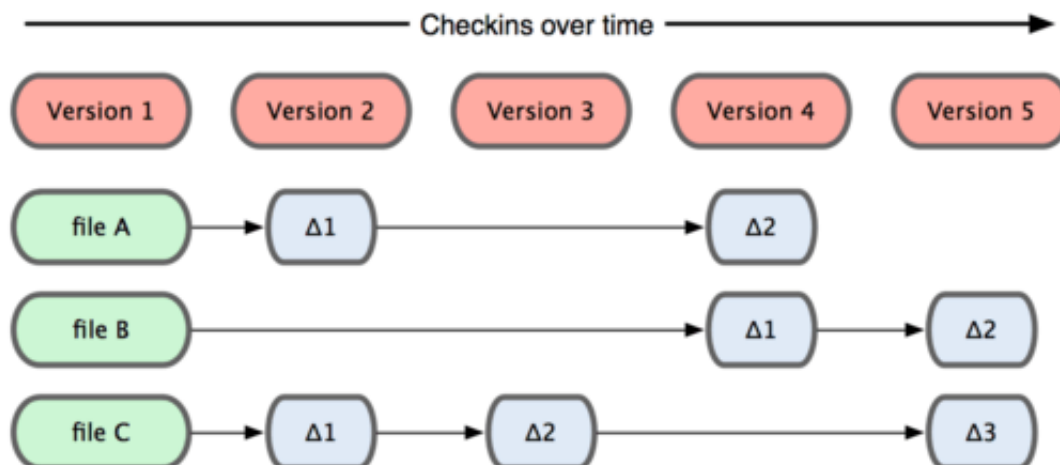 Checkins over time
Version 1 Version 2 Version 3 Version 4 Version 5
file A Δ1 Δ2
file B Δ1 Δ2
file C Δ1 Δ2 Δ3